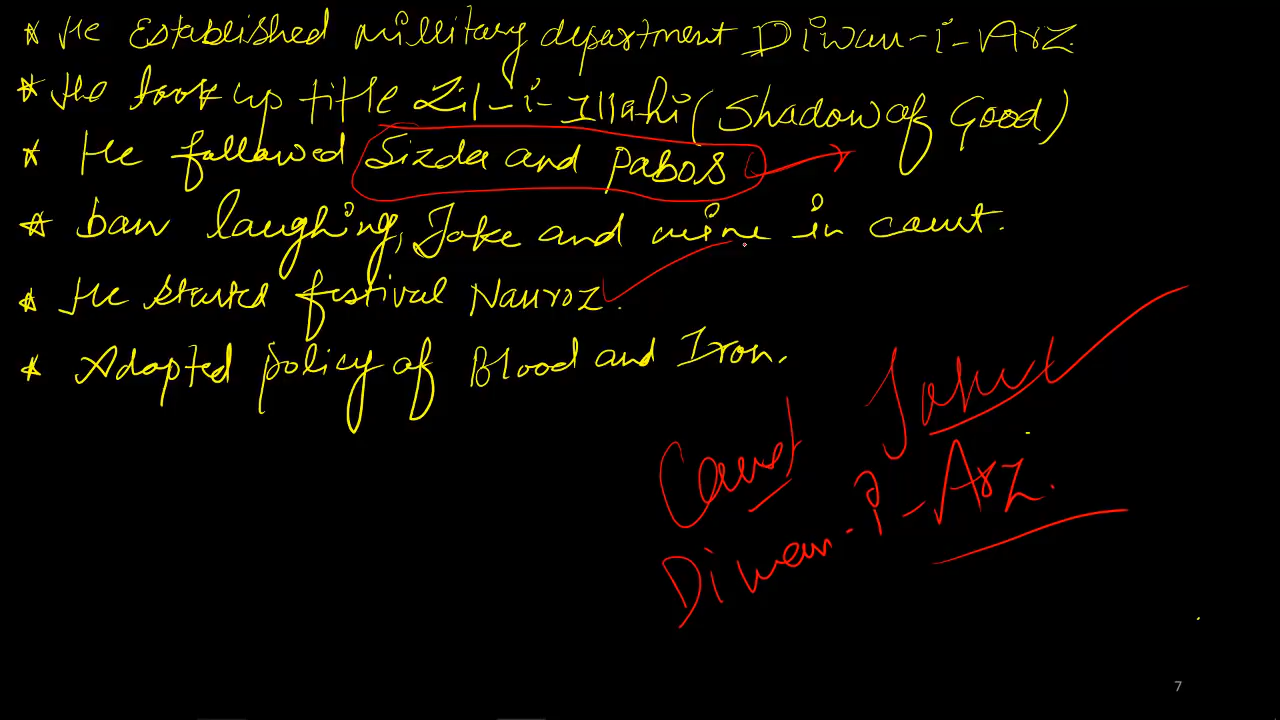 * He Established millitary department Diwan-i-Arz.
* He took up title Zil-i-Illahi (Shadow of Good)
* He followed Sizda and Pabos
* ban laughing, Joke and wine in court.
* He started festival Nauroz.
* Adopted policy of Blood and Iron.
Court
Diwan-i-Arz.
7